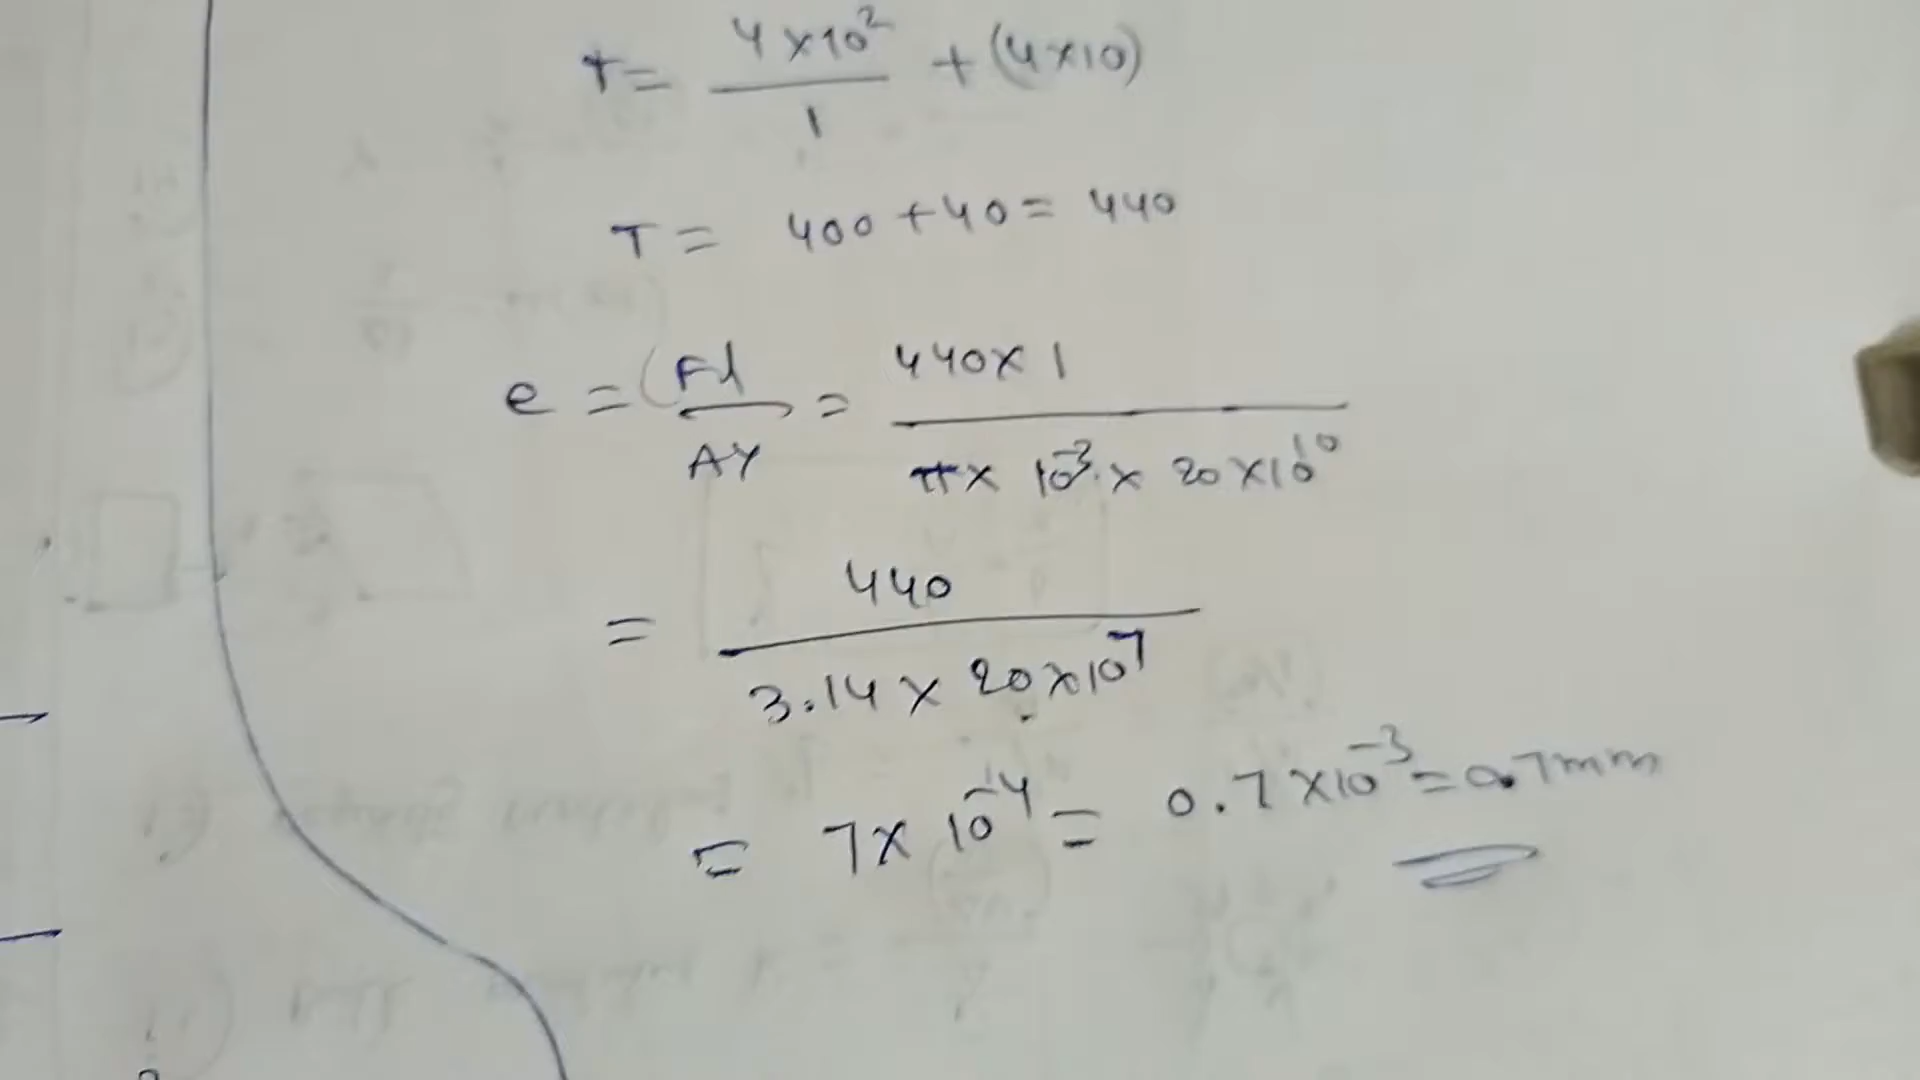 T = 4×10²/1 + (4×10)
T = 400 + 40 = 440
e = (Fl/AY = 440×1/π× 10⁻³ × 20×10¹⁰
= 440/3.14 × 20×10⁷
= 7× 10⁻⁴ = 0.7×10⁻³ = 0.7mm